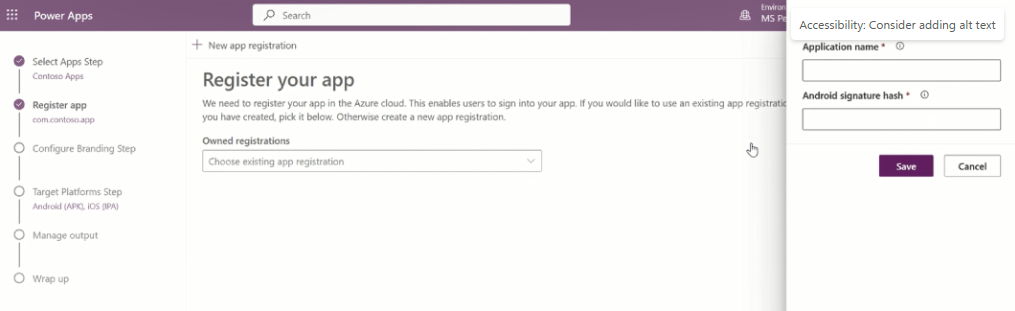 Power Apps
Search
Environ
MS Pe
Accessibility: Consider adding alt text
Select Apps Step
Contoso Apps
Register app
com.contoso.app
Configure Branding Step
Target Platforms Step
Android (APK), iOS (IPA)
Manage output
Wrap up
New app registration
Register your app
We need to register your app in the Azure cloud. This enables users to sign into your app. If you would like to use an existing app registratio
you have created, pick it below. Otherwise create a new app registration.
Owned registrations
Choose existing app registration
Application name *
Android signature hash *
Save
Cancel